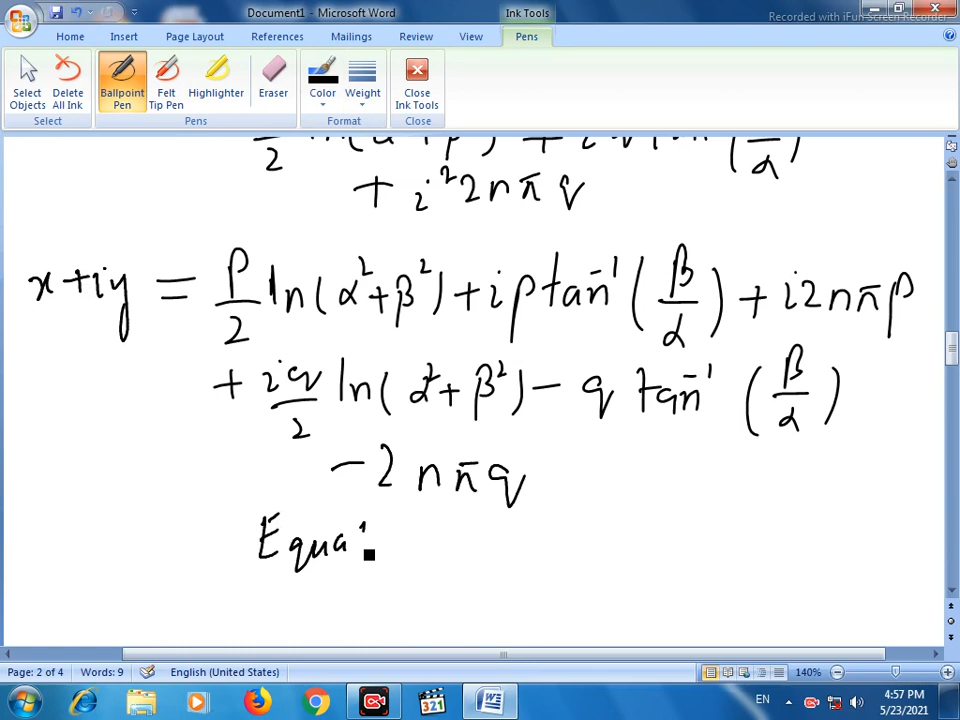 Document1 - Microsoft Word
Ink Tools
Recorded with iFun Screen Recorder
Home Insert Page Layout References Mailings Review View Pens
Select Objects
Delete All Ink
Ballpoint Pen
Felt Tip Pen
Highlighter
Eraser
Color
Weight
Close Ink Tools
Select
Pens
Format
Close
+ i² 2nπq
x+iy = p/2 ln(α²+β²) + i p tan⁻¹(β/α) + i2nπp
+ iq/2 ln(α²+β²) − q tan⁻¹(β/α)
− 2nπq
Page: 2 of 4 Words: 9 English (United States) 140%
321
EN
4:57 PM
5/23/2021